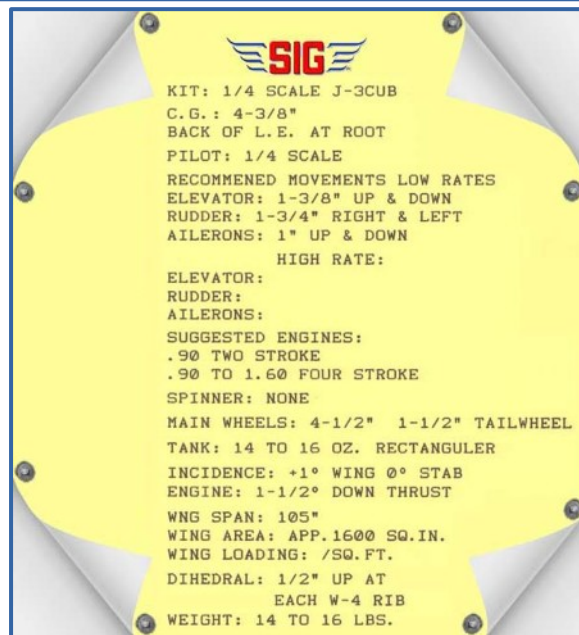 SIG
KIT: 1/4 SCALE J-3CUB
C.G.: 4-3/8"
BACK OF L.E. AT ROOT
PILOT: 1/4 SCALE
RECOMMENED MOVEMENTS LOW RATES
ELEVATOR: 1-3/8" UP & DOWN
RUDDER: 1-3/4" RIGHT & LEFT
AILERONS: 1" UP & DOWN
HIGH RATE:
ELEVATOR:
RUDDER:
AILERONS:
SUGGESTED ENGINES:
.90 TWO STROKE
.90 TO 1.60 FOUR STROKE
SPINNER: NONE
MAIN WHEELS: 4-1/2" 1-1/2" TAILWHEEL
TANK: 14 TO 16 OZ. RECTANGULER
INCIDENCE: +1° WING 0° STAB
ENGINE: 1-1/2° DOWN THRUST
WNG SPAN: 105"
WING AREA: APP.1600 SQ.IN.
WING LOADING: /SQ.FT.
DIHEDRAL: 1/2" UP AT
EACH W-4 RIB
WEIGHT: 14 TO 16 LBS.